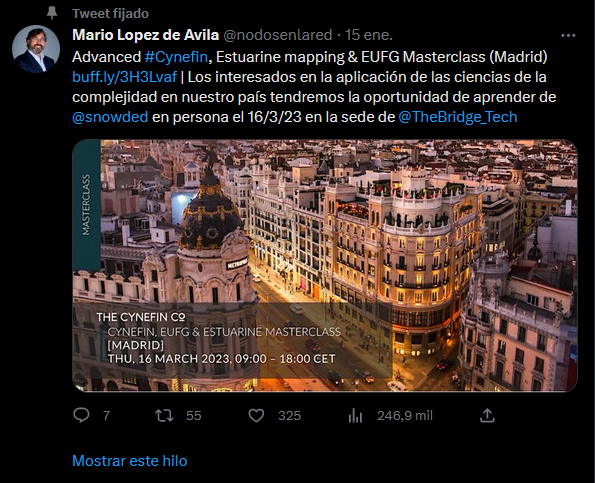 Tweet fijado
Mario Lopez de Avila @nodosenlared · 15 ene.
Advanced #Cynefin, Estuarine mapping & EUFG Masterclass (Madrid)
buff.ly/3H3Lvaf | Los interesados en la aplicación de las ciencias de la
complejidad en nuestro país tendremos la oportunidad de aprender de
@snowded en persona el 16/3/23 en la sede de @TheBridge_Tech
MASTERCLASS
METROPOLIS
THE CYNEFIN CO
CYNEFIN, EUFG & ESTUARINE MASTERCLASS
[MADRID]
THU, 16 MARCH 2023, 09:00 – 18:00 CET
7 55 325 246,9 mil
Mostrar este hilo